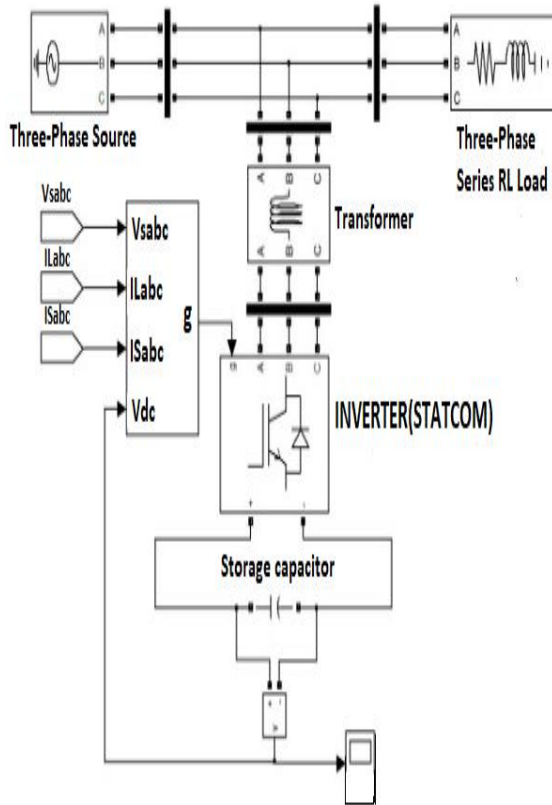 A
B
C
A
B
C
Three-Phase Source
Three-Phase
Series RL Load
A B C
A B C
Transformer
Vsabc
ILabc
ISabc
Vsabc
ILabc
ISabc
Vdc
g
g A B C
INVERTER(STATCOM)
+ -
Storage capacitor
+ -
v